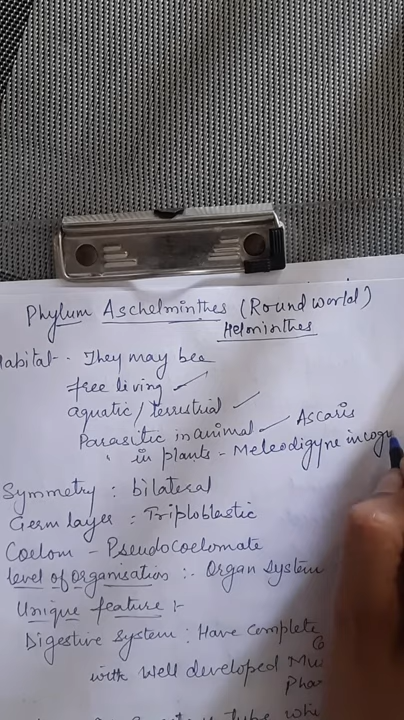 Phylum Aschelminthes (Round world)
Helminthes
Habitat-. They may bee
free living
aquatic/terrestrial
Parasitic in animal Ascaris
" in plants - Meleodigyne incog
Symmetry : bilateral
Germ layer : Triploblastic
Coelom - Pseudocoelomate
level of organisation :- Organ system
Unique feature :-
Digestive system : Have complete
with well developed Mu
Pha